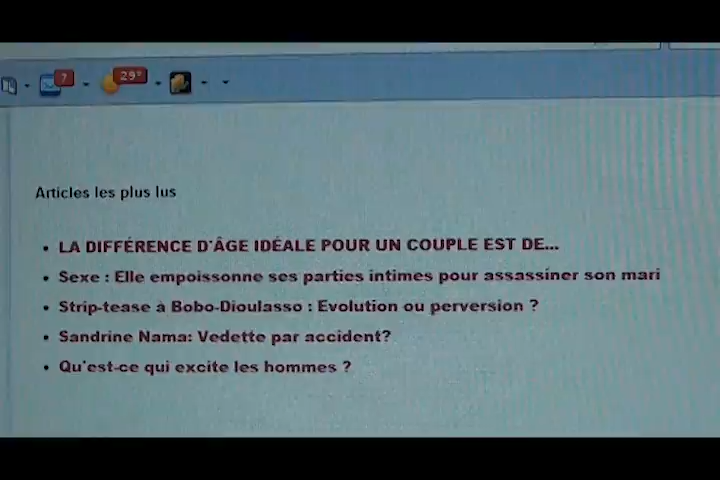 7
29°
Articles les plus lus
• LA DIFFÉRENCE D'ÂGE IDÉALE POUR UN COUPLE EST DE...
• Sexe : Elle empoissonne ses parties intimes pour assassiner son mari
• Strip-tease à Bobo-Dioulasso : Evolution ou perversion ?
• Sandrine Nama: Vedette par accident?
• Qu'est-ce qui excite les hommes ?